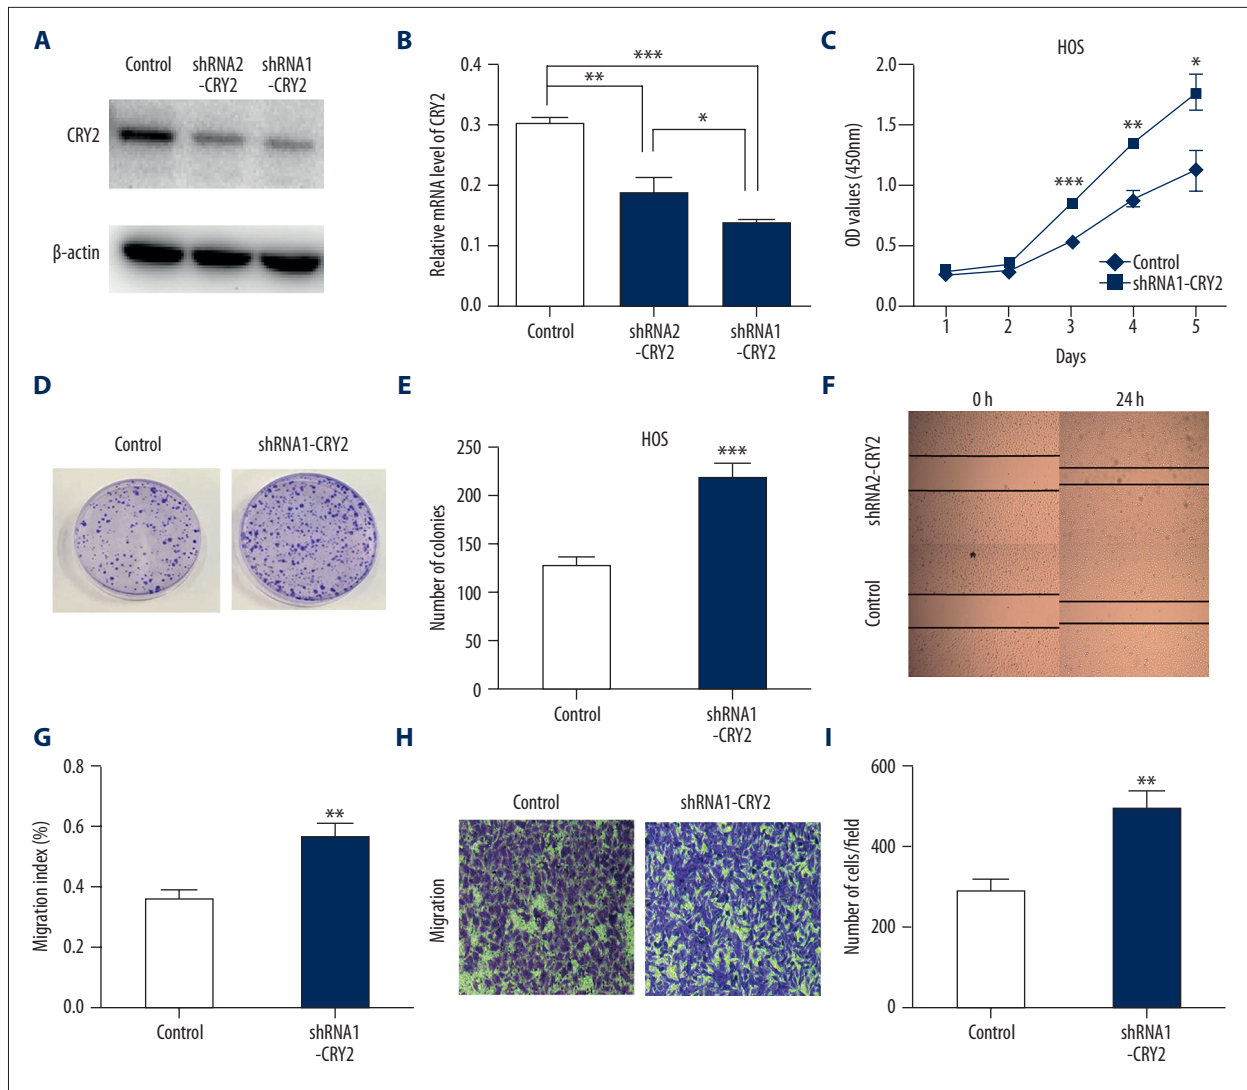 A
Control
shRNA2
-CRY2
shRNA1
-CRY2
CRY2
β-actin
B
Relative mRNA level of CRY2
0.4
0.3
0.2
0.1
0.0
***
**
*
Control
shRNA2
-CRY2
shRNA1
-CRY2
C
HOS
OD values (450nm)
2.0
1.5
1.0
0.5
0.0
***
**
*
Control
shRNA1-CRY2
1 2 3 4 5
Days
D
Control
shRNA1-CRY2
E
HOS
Number of colonies
250
200
150
100
50
0
***
Control
shRNA1
-CRY2
F
0 h
24 h
shRNA2-CRY2
Control
G
Migration index (%)
0.8
0.6
0.4
0.2
0.0
**
Control
shRNA1
-CRY2
H
Control
shRNA1-CRY2
Migration
I
Number of cells/field
600
400
200
0
**
Control
shRNA1
-CRY2